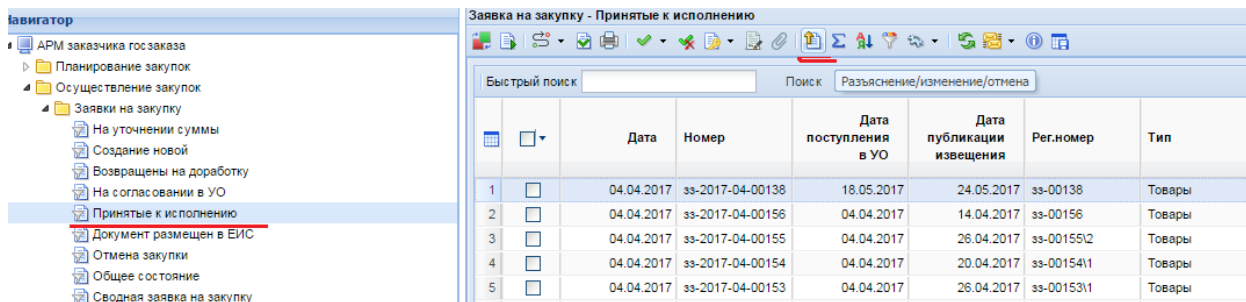 Навигатор
АРМ заказчика госзаказа
Планирование закупок
Осуществление закупок
Заявки на закупку
На уточнении суммы
Создание новой
Возвращены на доработку
На согласовании в УО
Принятые к исполнению
Документ размещен в ЕИС
Отмена закупки
Общее состояние
Сводная заявка на закупку
Заявка на закупку - Принятые к исполнению
Быстрый поиск Поиск Разъяснение/изменение/отмена
Дата Номер Дата поступления в УО Дата публикации извещения Рег.номер Тип
1 04.04.2017 зз-2017-04-00138 18.05.2017 24.05.2017 зз-00138 Товары
2 04.04.2017 зз-2017-04-00156 04.04.2017 14.04.2017 зз-00156 Товары
3 04.04.2017 зз-2017-04-00155 04.04.2017 26.04.2017 зз-00155\2 Товары
4 04.04.2017 зз-2017-04-00154 04.04.2017 20.04.2017 зз-00154\1 Товары
5 04.04.2017 зз-2017-04-00153 04.04.2017 26.04.2017 зз-00153\1 Товары